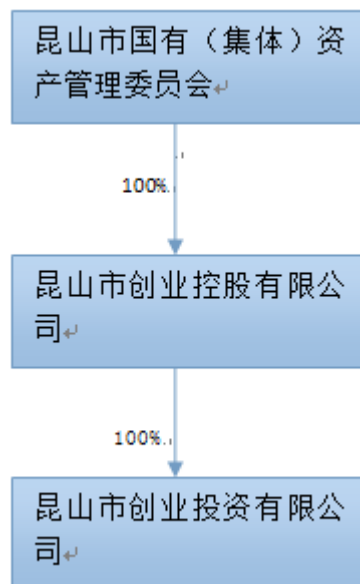 昆山市国有（集体）资
产管理委员会
100%
昆山市创业控股有限公
司
100%
昆山市创业投资有限公
司